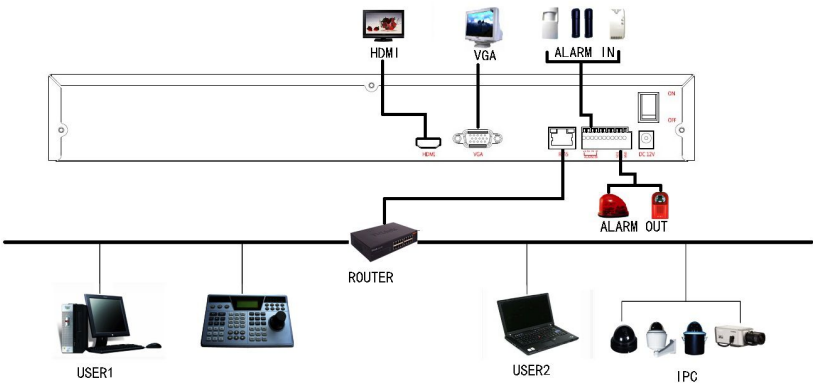 HDMI
VGA
ALARM IN
ON
OFF
HDMI
VGA
DC 12V
ALARM OUT
ROUTER
USER1
USER2
IPC